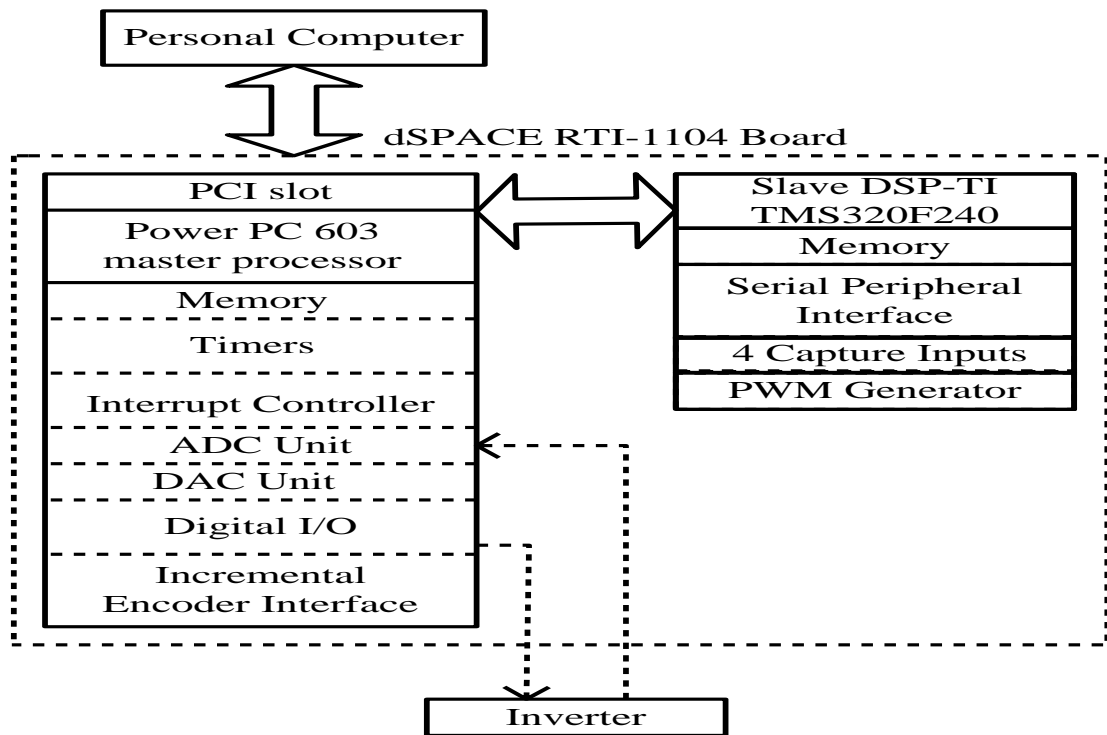 Personal Computer
dSPACE RTI-1104 Board
PCI slot
Power PC 603
master processor
Memory
Timers
Interrupt Controller
ADC Unit
DAC Unit
Digital I/O
Incremental
Encoder Interface
Slave DSP-TI
TMS320F240
Memory
Serial Peripheral
Interface
4 Capture Inputs
PWM Generator
Inverter